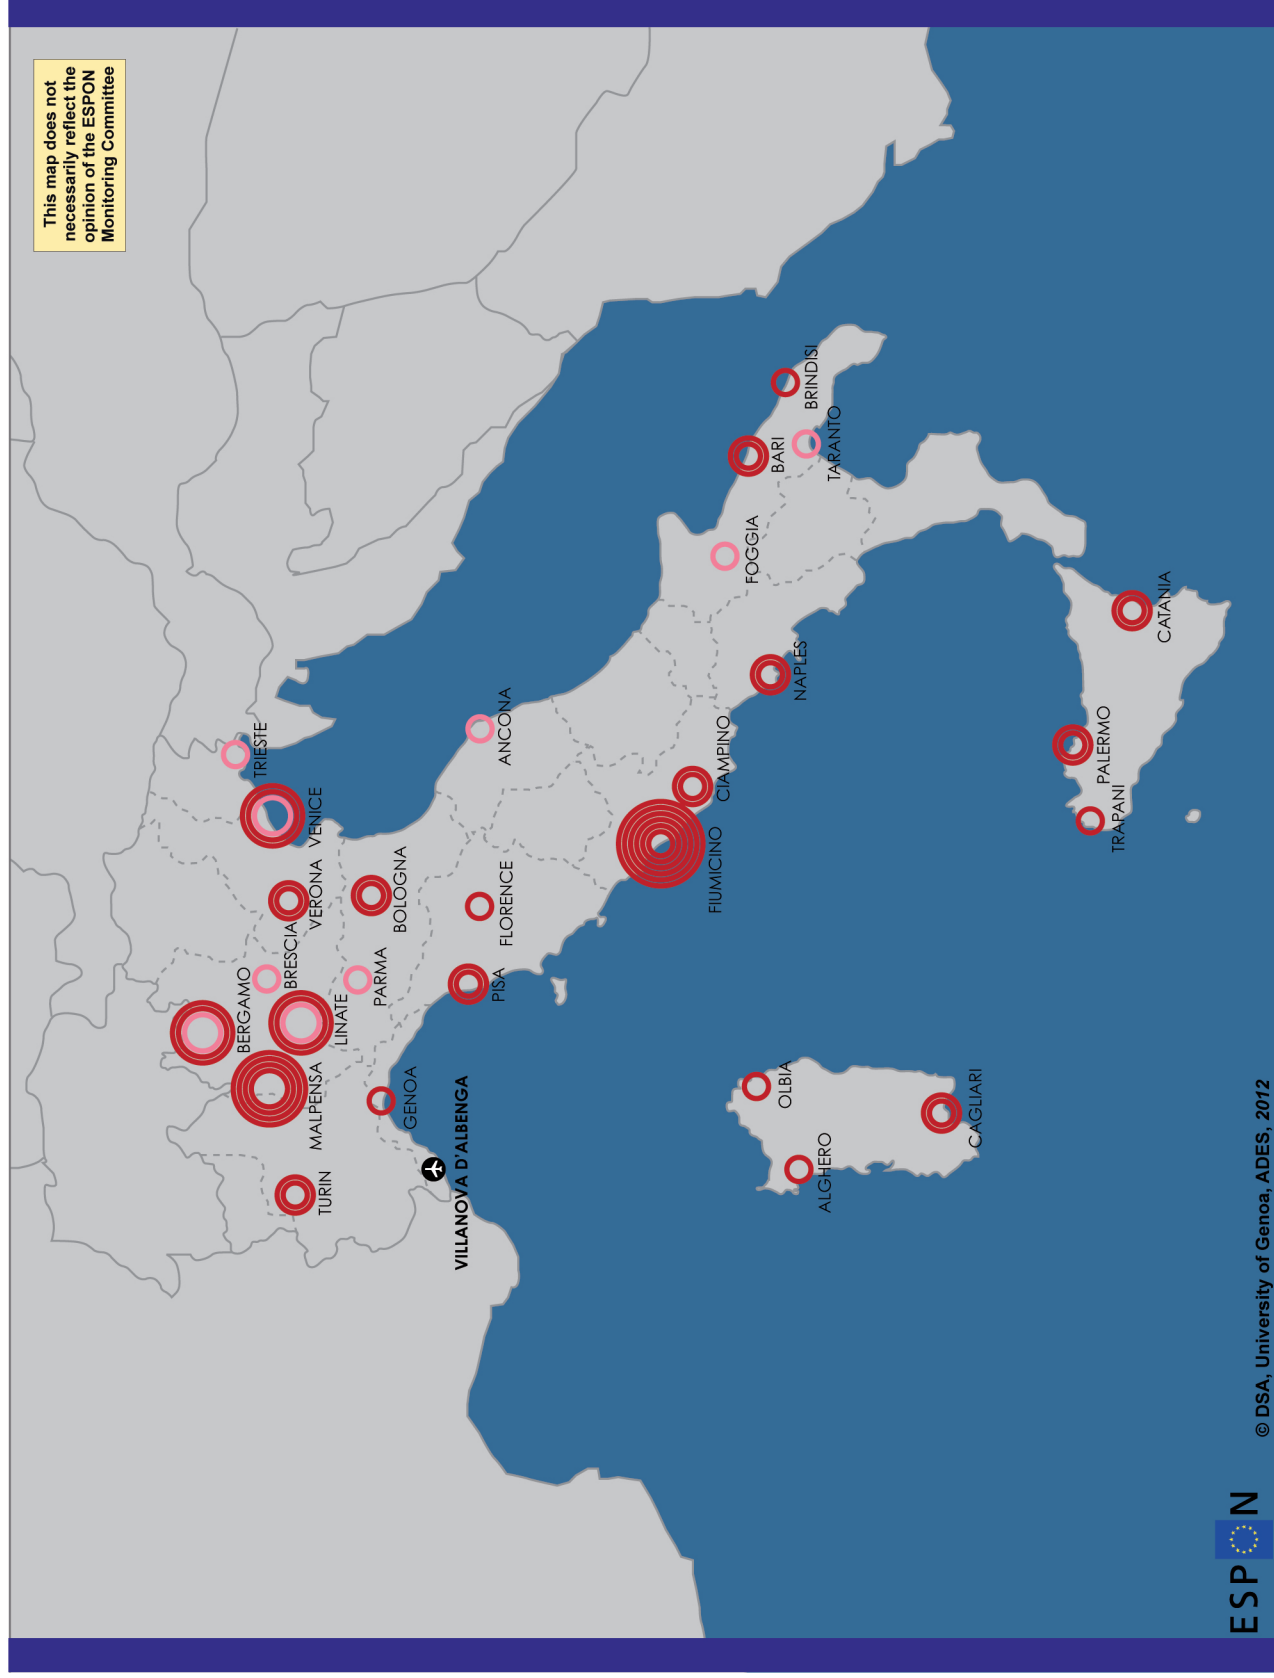 This map does not
necessarily reflect the
opinion of the ESPON
Monitoring Committee
TRIESTE
VENICE
VERONA
BRESCIA
BERGAMO
LINATE
MALPENSA
TURIN
PARMA
BOLOGNA
GENOA
VILLANOVA D'ALBENGA
PISA
FLORENCE
ANCONA
FIUMICINO
CIAMPINO
NAPLES
FOGGIA
BARI
BRINDISI
TARANTO
OLBIA
ALGHERO
CAGLIARI
PALERMO
TRAPANI
CATANIA
ESPON
© DSA, University of Genoa, ADES, 2012